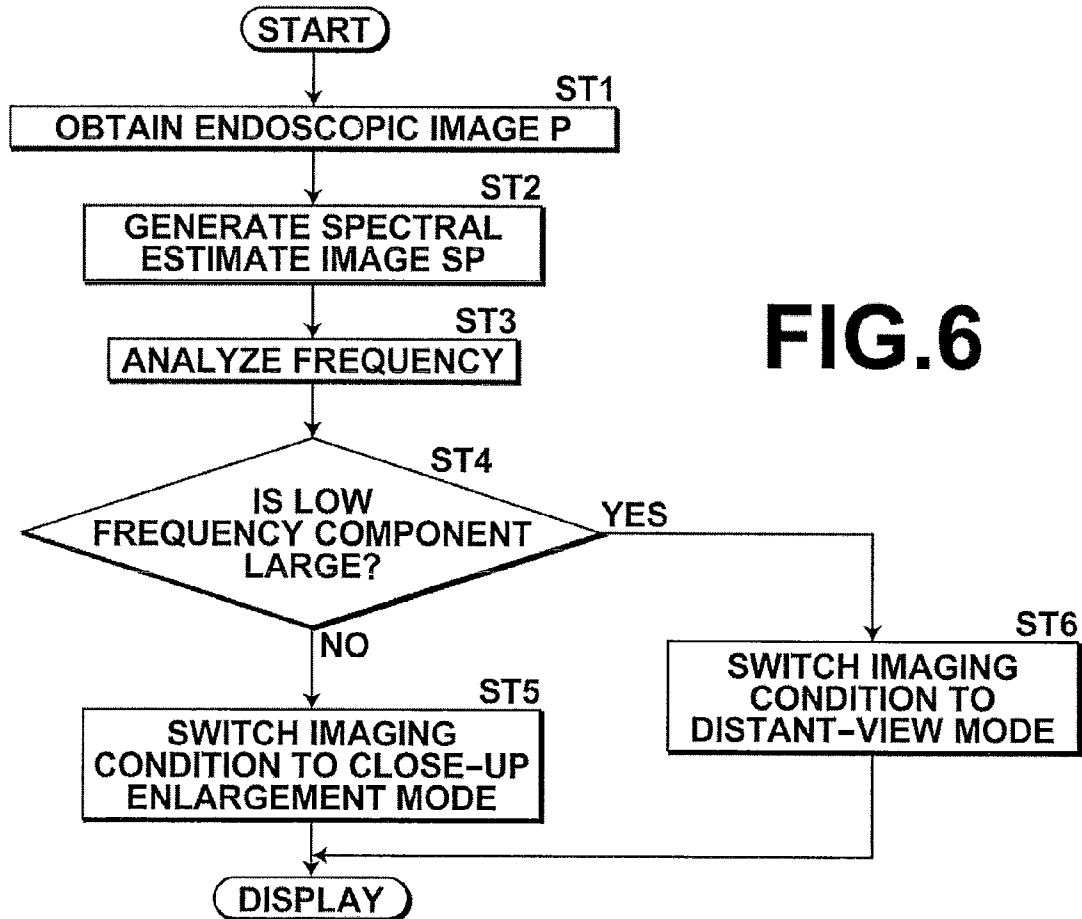 START
ST1
OBTAIN ENDOSCOPIC IMAGE P
ST2
GENERATE SPECTRAL
ESTIMATE IMAGE SP
ST3
ANALYZE FREQUENCY
FIG.6
ST4
IS LOW
FREQUENCY COMPONENT
LARGE?
YES
NO
ST5
SWITCH IMAGING
CONDITION TO CLOSE-UP
ENLARGEMENT MODE
ST6
SWITCH IMAGING
CONDITION TO
DISTANT-VIEW MODE
DISPLAY